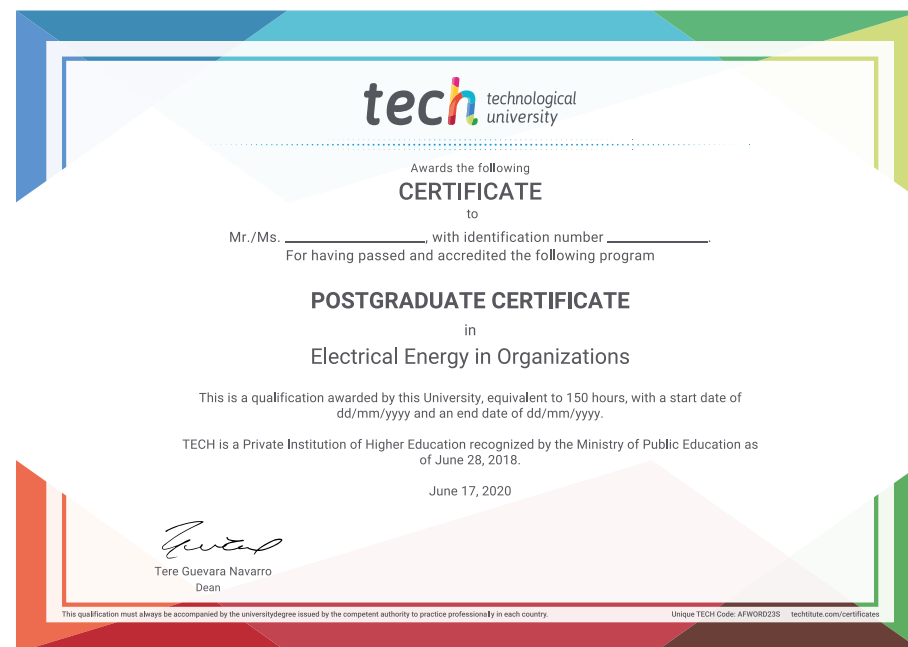 tech technological
university
Awards the following
CERTIFICATE
to
Mr./Ms. ____________________, with identification number ______________.
For having passed and accredited the following program
POSTGRADUATE CERTIFICATE
in
Electrical Energy in Organizations
This is a qualification awarded by this University, equivalent to 150 hours, with a start date of
dd/mm/yyyy and an end date of dd/mm/yyyy.
TECH is a Private Institution of Higher Education recognized by the Ministry of Public Education as
of June 28, 2018.
June 17, 2020
Tere Guevara Navarro
Dean
This qualification must always be accompanied by the universitydegree issued by the competent authority to practice professionally in each country. Unique TECH Code: AFWORD23S techtitute.com/certificates